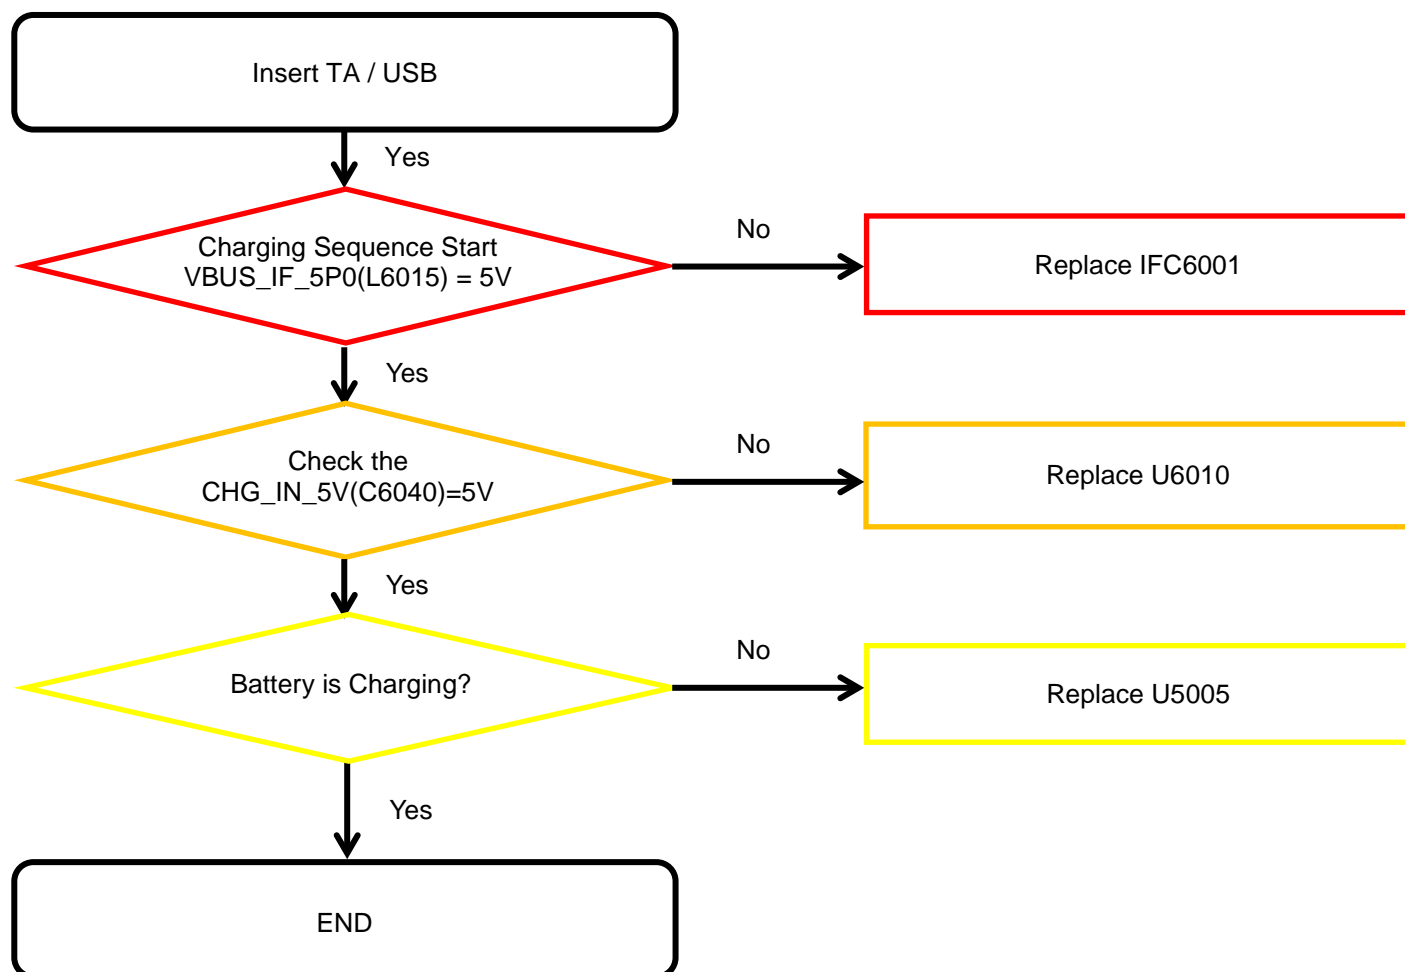 Insert TA / USB
Yes
Charging Sequence Start
VBUS_IF_5P0(L6015) = 5V
No
Replace IFC6001
Yes
Check the
CHG_IN_5V(C6040)=5V
No
Replace U6010
Yes
Battery is Charging?
No
Replace U5005
Yes
END